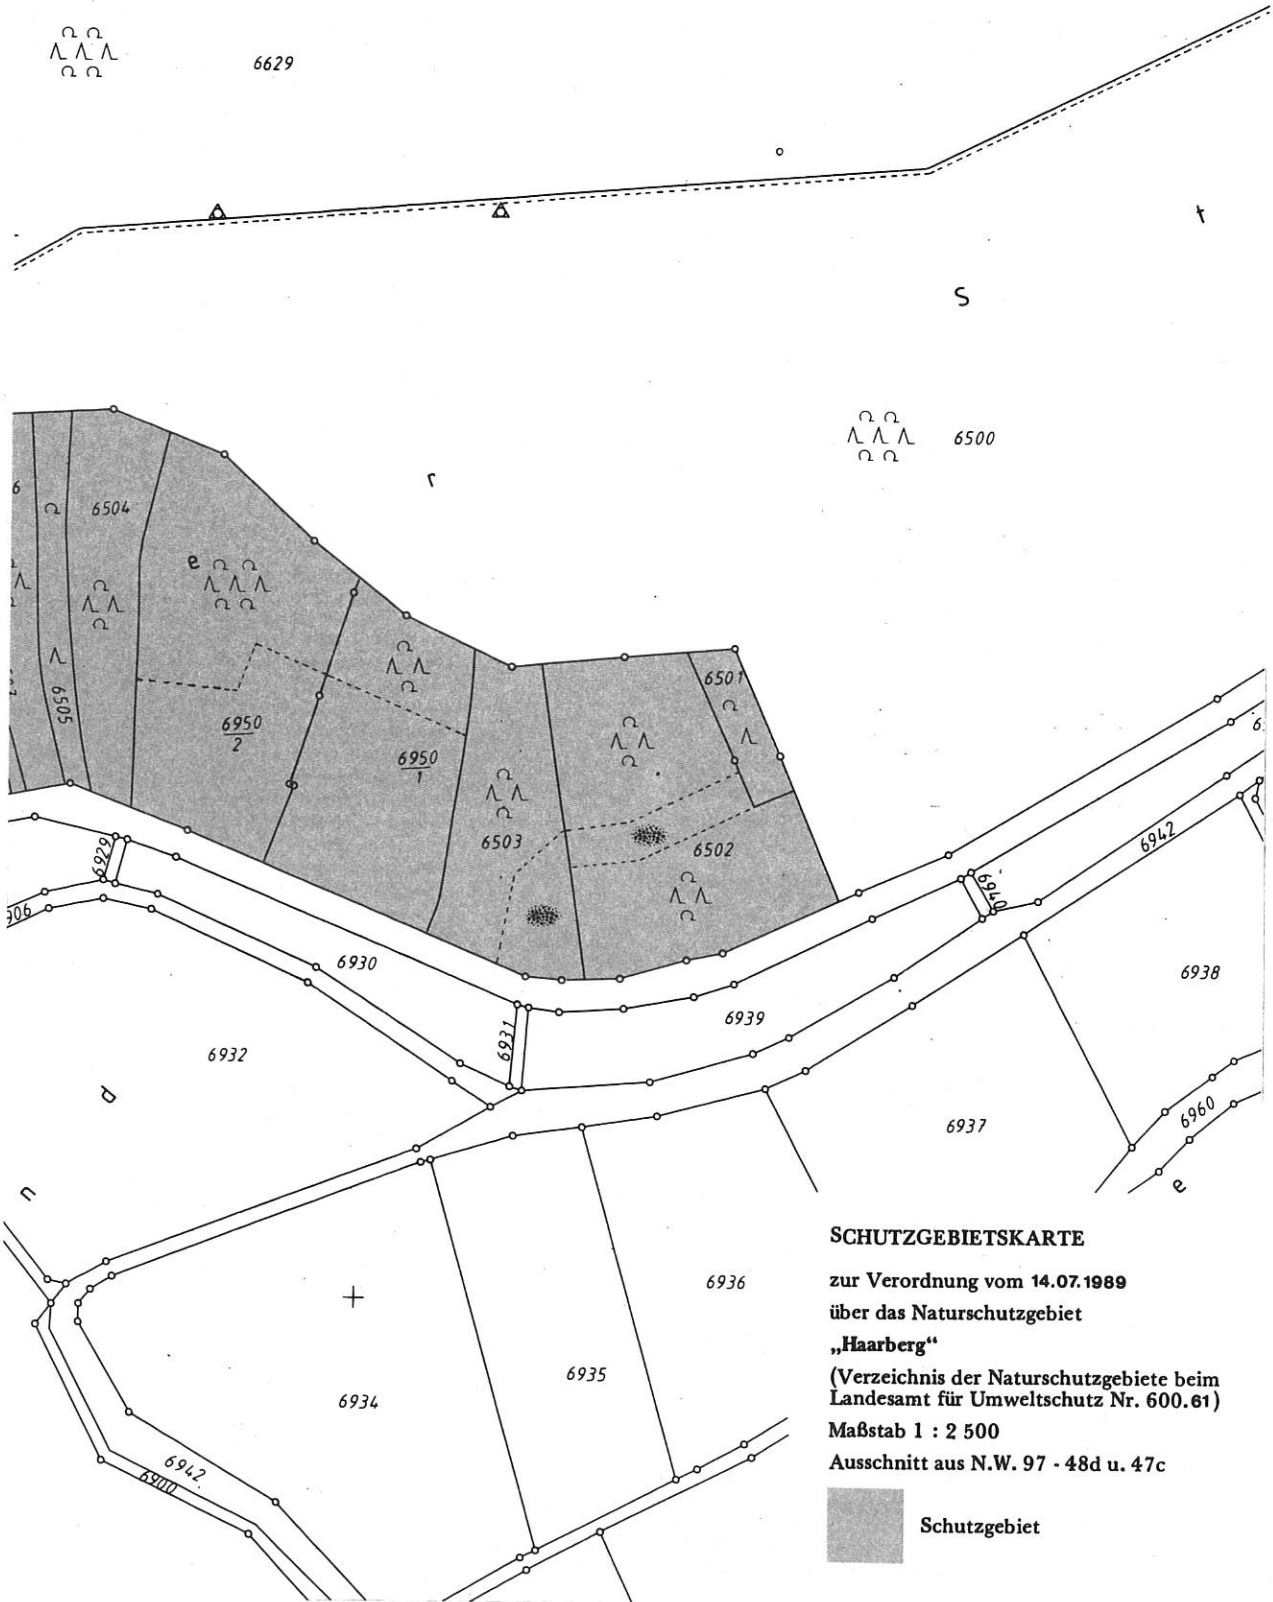 6629
t
S
6500
r
6
6504
e
6501
6505
6950
2
6950
1
6503
6502
6
6929
6942
6940
906
6930
6938
6931
6939
6932
d
6960
6937
n
e
SCHUTZGEBIETSKARTE
zur Verordnung vom 14.07.1989
6936
über das Naturschutzgebiet
„Haarberg“
(Verzeichnis der Naturschutzgebiete beim
Landesamt für Umweltschutz Nr. 600.61)
6935
6934
Maßstab 1 : 2 500
Ausschnitt aus N.W. 97 - 48d u. 47c
6942
6900
Schutzgebiet